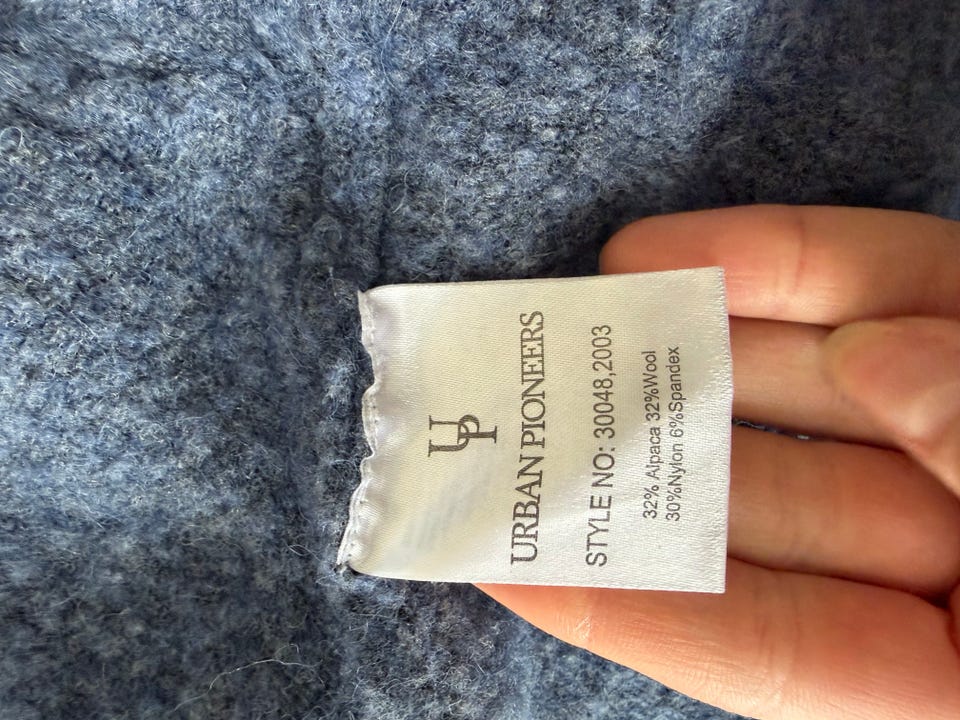 UP
URBAN PIONEERS
STYLE NO: 30048,2003
32% Alpaca 32%Wool
30%Nylon 6%Spandex